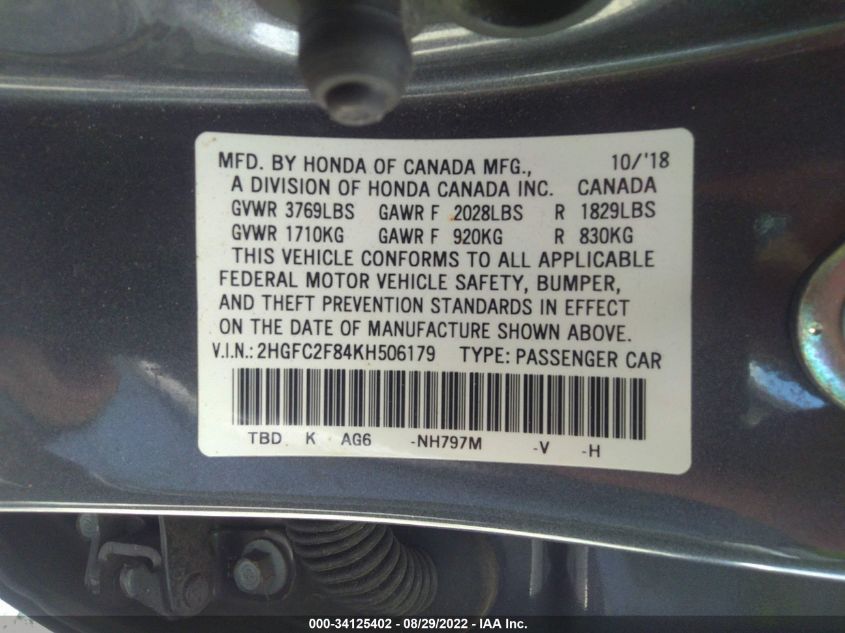 MFD. BY HONDA OF CANADA MFG., 10/'18
A DIVISION OF HONDA CANADA INC. CANADA
GVWR 3769LBS GAWR F 2028LBS R 1829LBS
GVWR 1710KG GAWR F 920KG R 830KG
THIS VEHICLE CONFORMS TO ALL APPLICABLE
FEDERAL MOTOR VEHICLE SAFETY, BUMPER,
AND THEFT PREVENTION STANDARDS IN EFFECT
ON THE DATE OF MANUFACTURE SHOWN ABOVE.
V.I.N.: 2HGFC2F84KH506179 TYPE: PASSENGER CAR
TBD K AG6 -NH797M -V -H
000-34125402 - 08/29/2022 - IAA Inc.